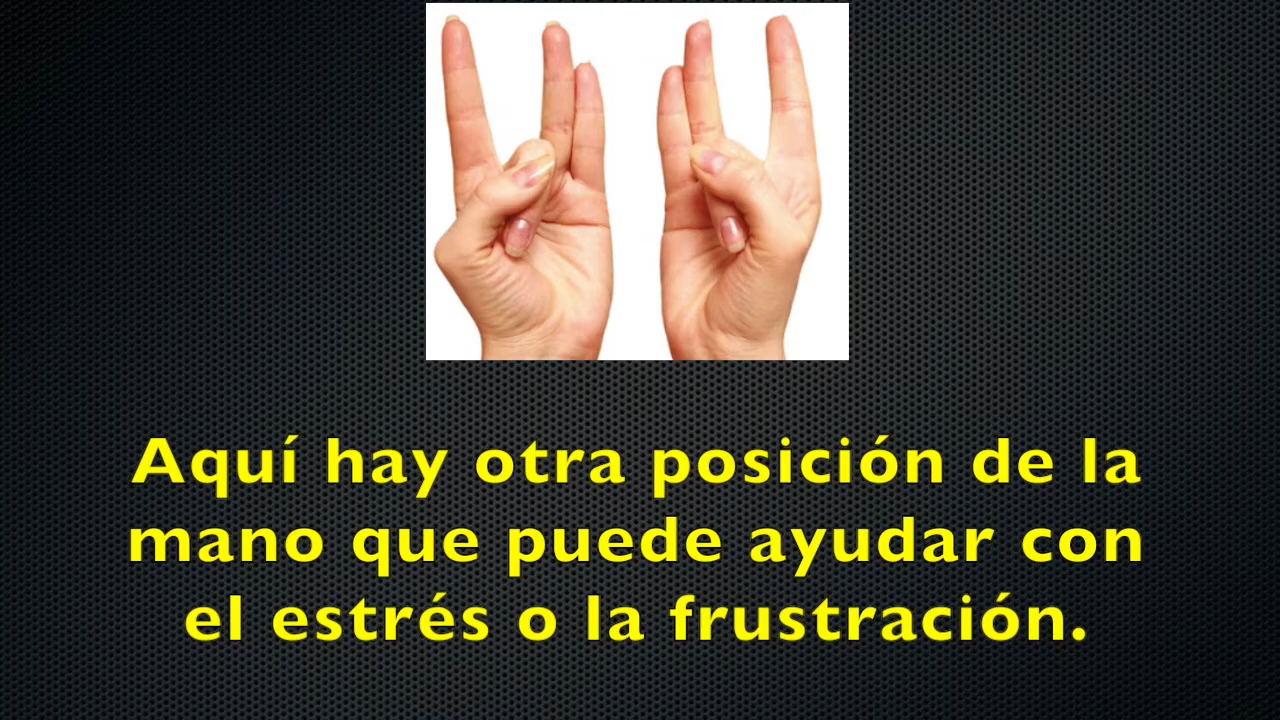 Aquí hay otra posición de la
mano que puede ayudar con
el estrés o la frustración.